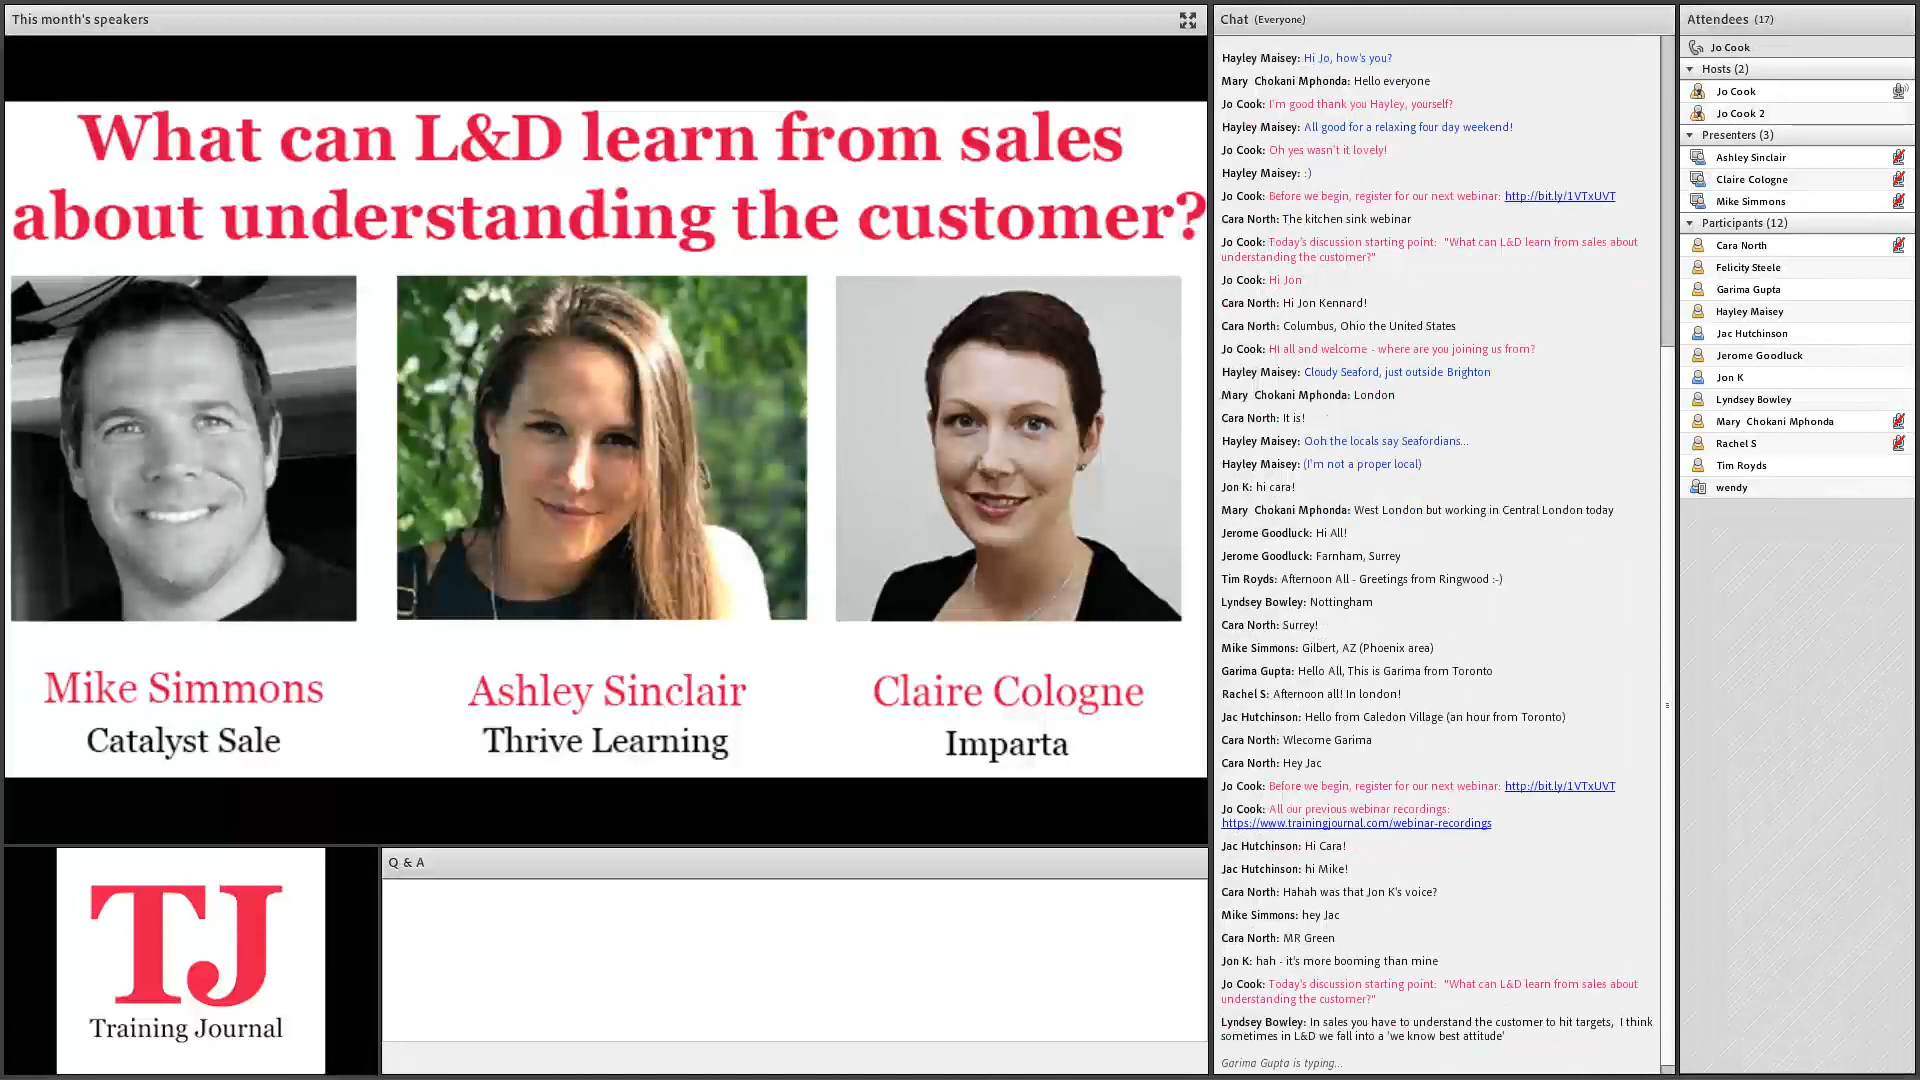 This month's speakers
What can L&D learn from sales
about understanding the customer?
Mike Simmons
Catalyst Sale
Ashley Sinclair
Thrive Learning
Claire Cologne
Imparta
TJ
Training Journal
Q & A
Chat (Everyone)
Hayley Maisey: Hi Jo, how's you?
Mary  Chokani Mphonda: Hello everyone
Jo Cook: I'm good thank you Hayley, yourself?
Hayley Maisey: All good for a relaxing four day weekend!
Jo Cook: Oh yes wasn't it lovely!
Hayley Maisey: :)
Jo Cook: Before we begin, register for our next webinar: http://bit.ly/1VTxUVT
Cara North: The kitchen sink webinar
Jo Cook: Today's discussion starting point:  "What can L&D learn from sales about
understanding the customer?"
Jo Cook: Hi Jon
Cara North: Hi Jon Kennard!
Cara North: Columbus, Ohio the United States
Jo Cook: HI all and welcome - where are you joining us from?
Hayley Maisey: Cloudy Seaford, just outside Brighton
Mary  Chokani Mphonda: London
Cara North: It is!
Hayley Maisey: Ooh the locals say Seafordians...
Hayley Maisey: (I'm not a proper local)
Jon K: hi cara!
Mary  Chokani Mphonda: West London but working in Central London today
Jerome Goodluck: Hi All!
Jerome Goodluck: Farnham, Surrey
Tim Royds: Afternoon All - Greetings from Ringwood :-)
Lyndsey Bowley: Nottingham
Cara North: Surrey!
Mike Simmons: Gilbert, AZ (Phoenix area)
Garima Gupta: Hello All, This is Garima from Toronto
Rachel S: Afternoon all! In london!
Jac Hutchinson: Hello from Caledon Village (an hour from Toronto)
Cara North: Wlecome Garima
Cara North: Hey Jac
Jo Cook: Before we begin, register for our next webinar: http://bit.ly/1VTxUVT
Jo Cook: All our previous webinar recordings:
https://www.trainingjournal.com/webinar-recordings
Jac Hutchinson: Hi Cara!
Jac Hutchinson: hi Mike!
Cara North: Hahah was that Jon K's voice?
Mike Simmons: hey Jac
Cara North: MR Green
Jon K: hah - it's more booming than mine
Jo Cook: Today's discussion starting point:  "What can L&D learn from sales about
understanding the customer?"
Lyndsey Bowley: In sales you have to understand the customer to hit targets,  I think
sometimes in L&D we fall into a 'we know best attitude'
Garima Gupta is typing...
Attendees (17)
Jo Cook
Hosts (2)
Jo Cook
Jo Cook 2
Presenters (3)
Ashley Sinclair
Claire Cologne
Mike Simmons
Participants (12)
Cara North
Felicity Steele
Garima Gupta
Hayley Maisey
Jac Hutchinson
Jerome Goodluck
Jon K
Lyndsey Bowley
Mary  Chokani Mphonda
Rachel S
Tim Royds
wendy